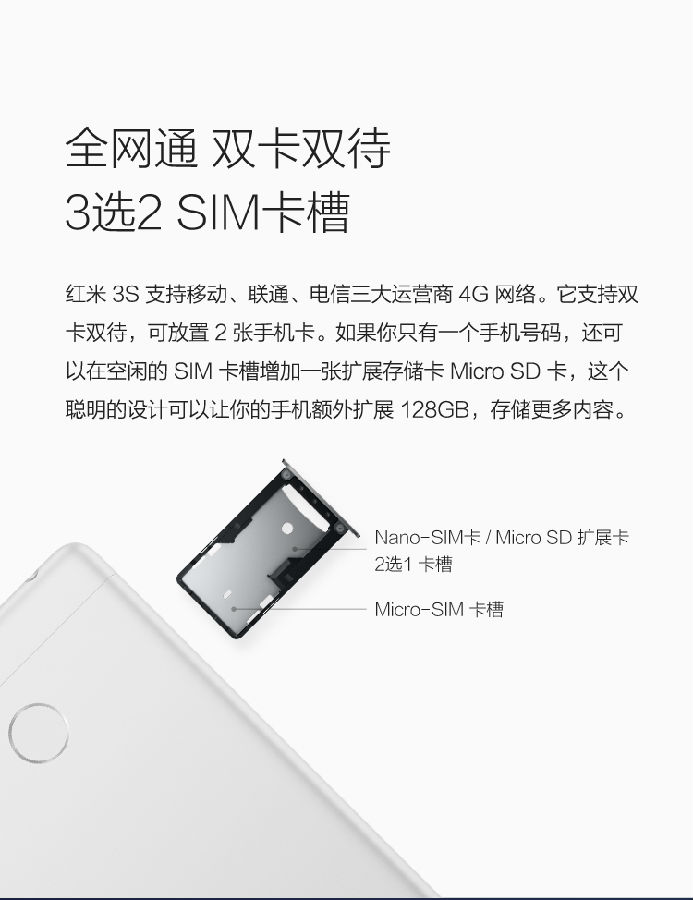 全网通 双卡双待
3选2 SIM卡槽
红米 3S 支持移动、联通、电信三大运营商 4G 网络。它支持双
卡双待，可放置 2 张手机卡。如果你只有一个手机号码，还可
以在空闲的 SIM 卡槽增加一张扩展存储卡 Micro SD 卡，这个
聪明的设计可以让你的手机额外扩展 128GB，存储更多内容。
Nano-SIM卡 / Micro SD 扩展卡
2选1 卡槽
Micro-SIM 卡槽